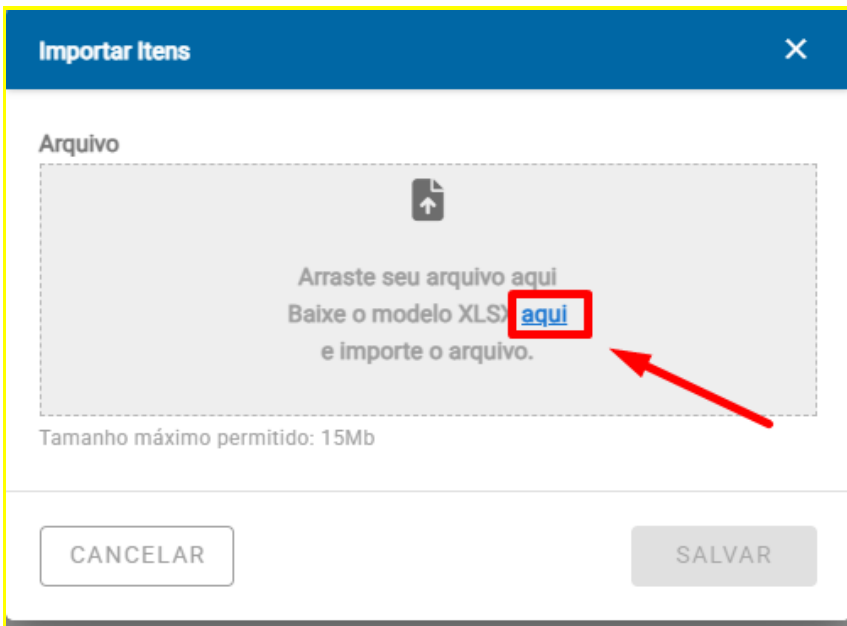 Importar Itens
Arquivo
Arraste seu arquivo aqui
Baixe o modelo XLSX aqui
e importe o arquivo.
Tamanho máximo permitido: 15Mb
CANCELAR
SALVAR